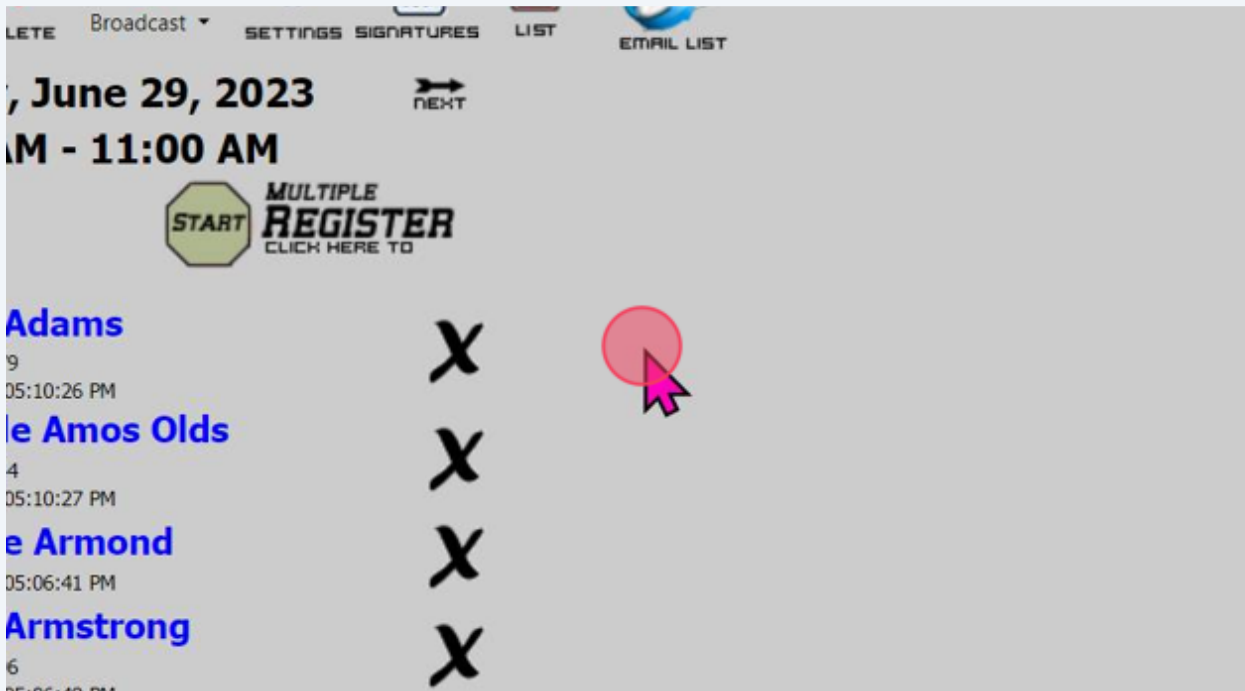 LETE Broadcast SETTINGS SIGNATURES LIST EMAIL LIST
, June 29, 2023 NEXT
AM - 11:00 AM
START MULTIPLE
REGISTER
CLICK HERE TO
Adams
9
05:10:26 PM
le Amos Olds
4
05:10:27 PM
e Armond
05:06:41 PM
Armstrong
6